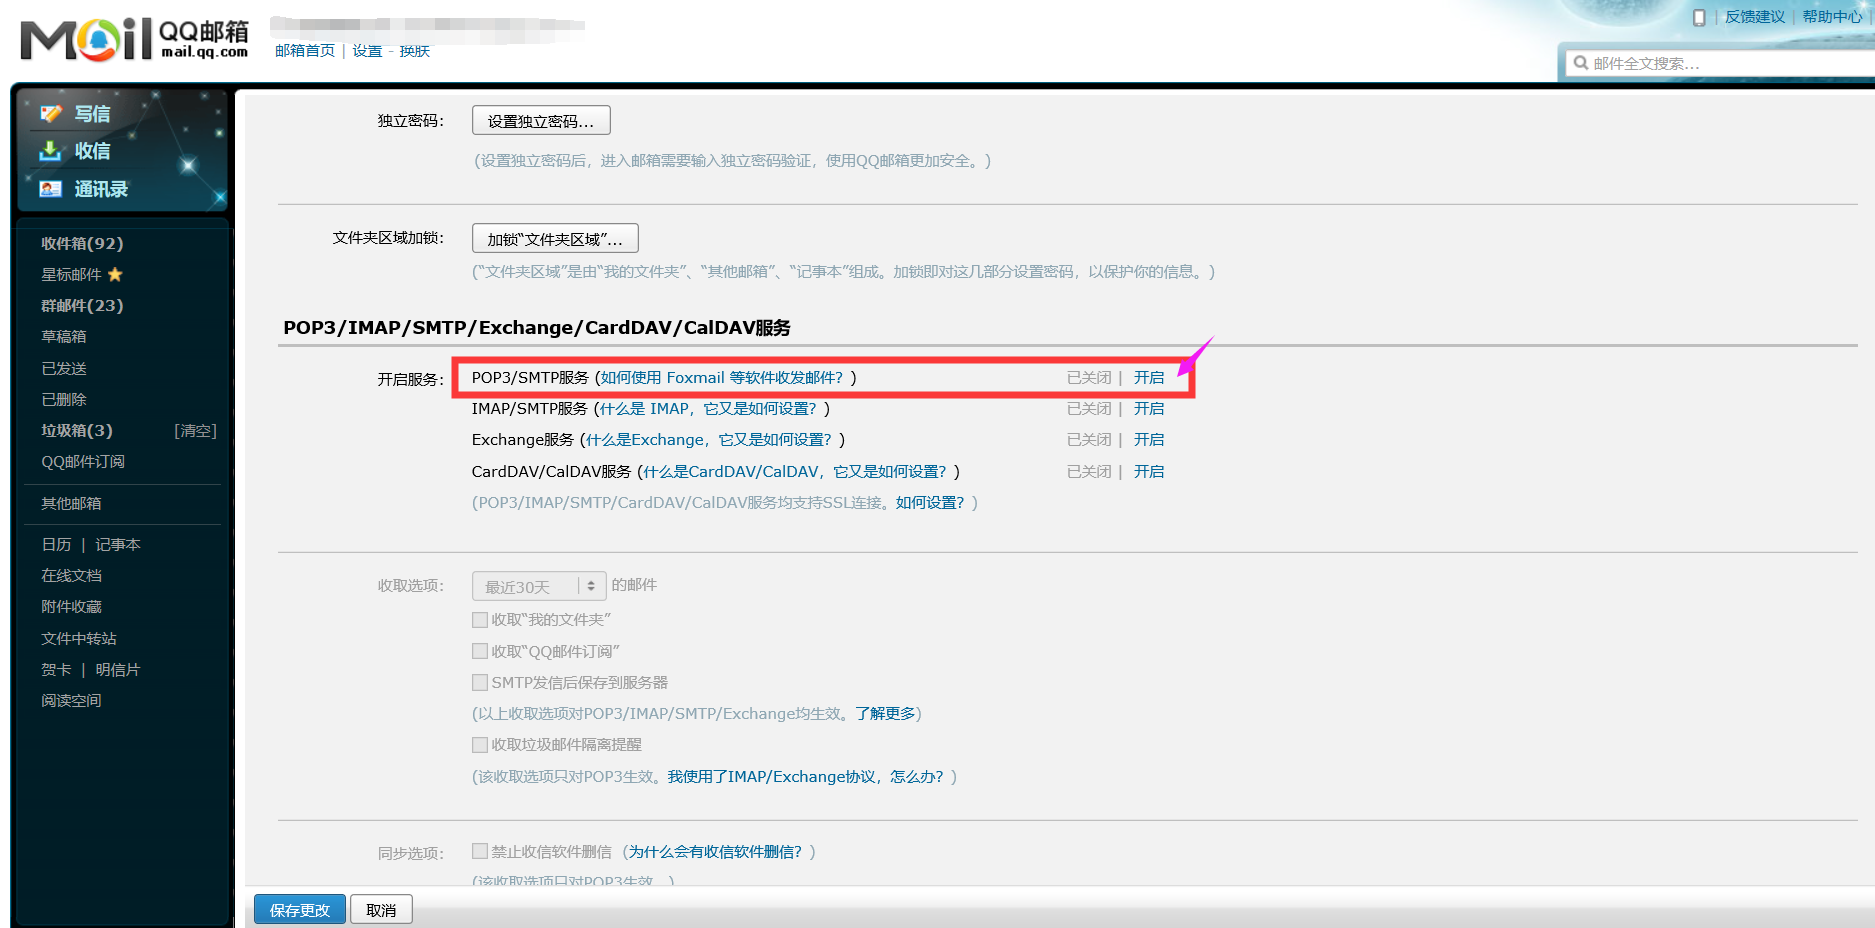 Mail QQ邮箱
mail.qq.com
邮箱首页 | 设置 - 换肤
| 反馈建议 | 帮助中心
邮件全文搜索...
写信
收信
通讯录
收件箱(92)
星标邮件
群邮件(23)
草稿箱
已发送
已删除
垃圾箱(3) [清空]
QQ邮件订阅
其他邮箱
日历 | 记事本
在线文档
附件收藏
文件中转站
贺卡 | 明信片
阅读空间
独立密码： 设置独立密码...
(设置独立密码后，进入邮箱需要输入独立密码验证，使用QQ邮箱更加安全。)
文件夹区域加锁： 加锁“文件夹区域”...
(“文件夹区域”是由“我的文件夹”、“其他邮箱”、“记事本”组成。加锁即对这几部分设置密码，以保护你的信息。)
POP3/IMAP/SMTP/Exchange/CardDAV/CalDAV服务
开启服务： POP3/SMTP服务 (如何使用 Foxmail 等软件收发邮件？) 已关闭 | 开启
IMAP/SMTP服务 (什么是 IMAP，它又是如何设置？) 已关闭 | 开启
Exchange服务 (什么是Exchange，它又是如何设置？) 已关闭 | 开启
CardDAV/CalDAV服务 (什么是CardDAV/CalDAV，它又是如何设置？) 已关闭 | 开启
(POP3/IMAP/SMTP/CardDAV/CalDAV服务均支持SSL连接。如何设置？)
收取选项： 最近30天 的邮件
收取“我的文件夹”
收取“QQ邮件订阅”
SMTP发信后保存到服务器
(以上收取选项对POP3/IMAP/SMTP/Exchange均生效。了解更多)
收取垃圾邮件隔离提醒
(该收取选项只对POP3生效。我使用了IMAP/Exchange协议，怎么办？)
同步选项： 禁止收信软件删信 (为什么会有收信软件删信？)
(该收取选项只对POP3生效。)
保存更改 取消